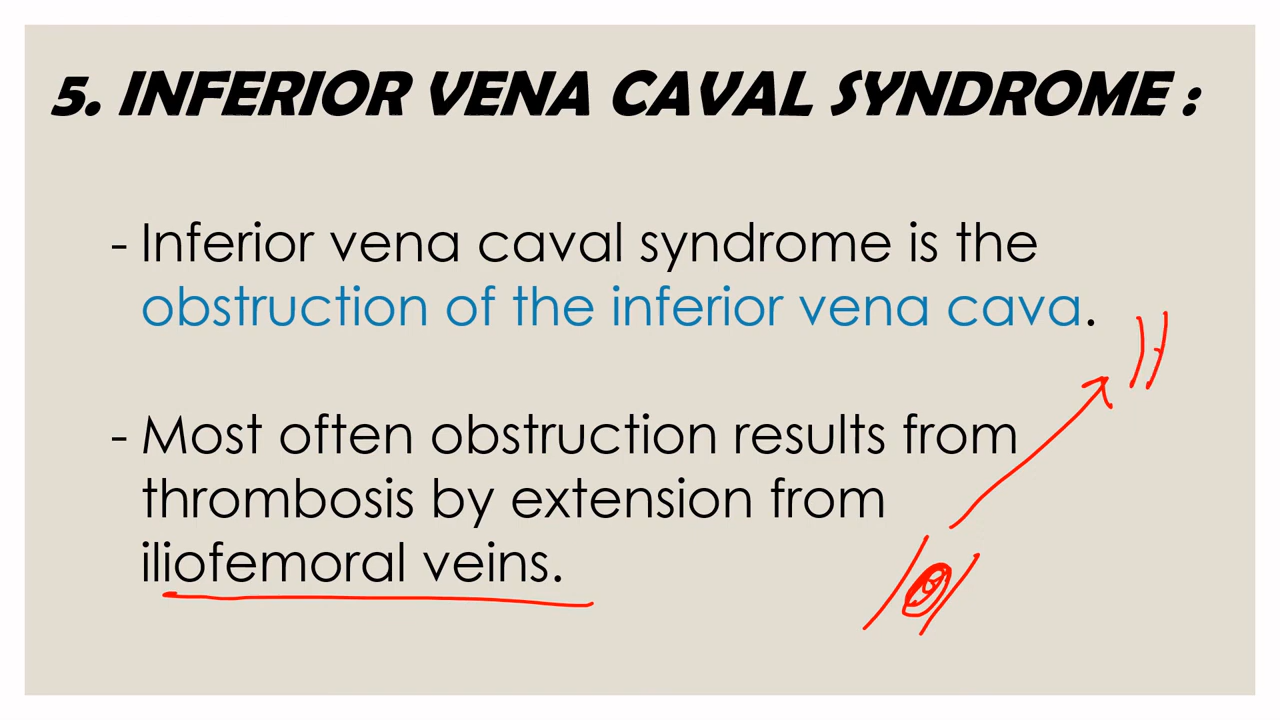 5. INFERIOR VENA CAVAL SYNDROME :
- Inferior vena caval syndrome is the
obstruction of the inferior vena cava.
- Most often obstruction results from
thrombosis by extension from
iliofemoral veins.